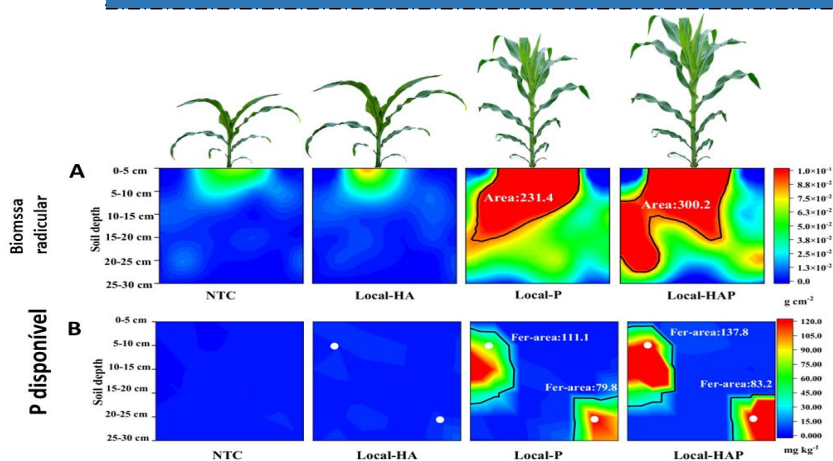 A
Biomssa
radicular
Soil depth
0-5 cm
5-10 cm
10-15 cm
15-20 cm
20-25 cm
25-30 cm
Area:231.4
Area:300.2
1.0×10⁻¹
8.8×10⁻²
7.5×10⁻²
6.3×10⁻²
5.0×10⁻²
3.8×10⁻²
2.5×10⁻²
1.3×10⁻²
0.0
g cm⁻²
NTC
Local-HA
Local-P
Local-HAP
B
P disponível
Soil depth
0-5 cm
5-10 cm
10-15 cm
15-20 cm
20-25 cm
25-30 cm
Fer-area:111.1
Fer-area:79.8
Fer-area:137.8
Fer-area:83.2
120.0
105.0
90.00
75.00
60.00
45.00
30.00
15.00
0.000
mg kg⁻¹
NTC
Local-HA
Local-P
Local-HAP